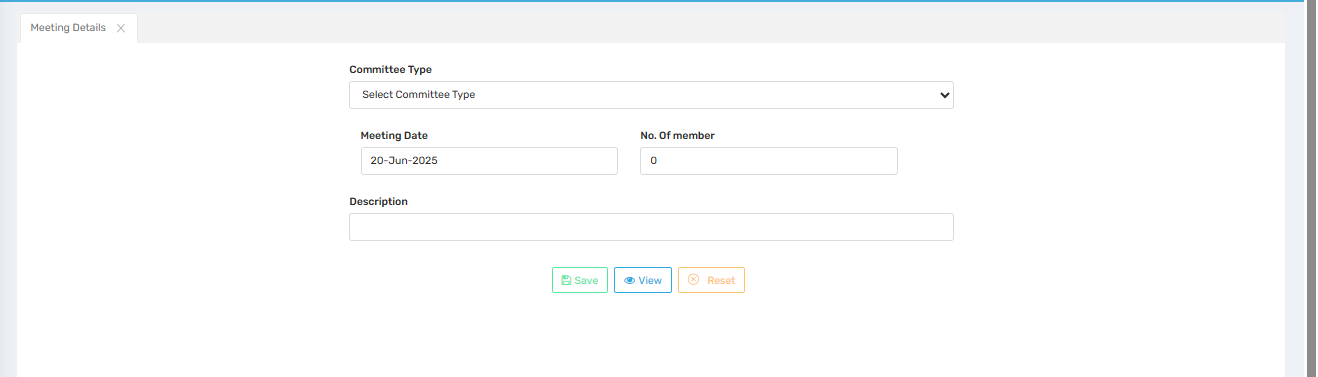 Meeting Details
Committee Type
Select Committee Type
Meeting Date No. Of member
20-Jun-2025 0
Description
Save View Reset